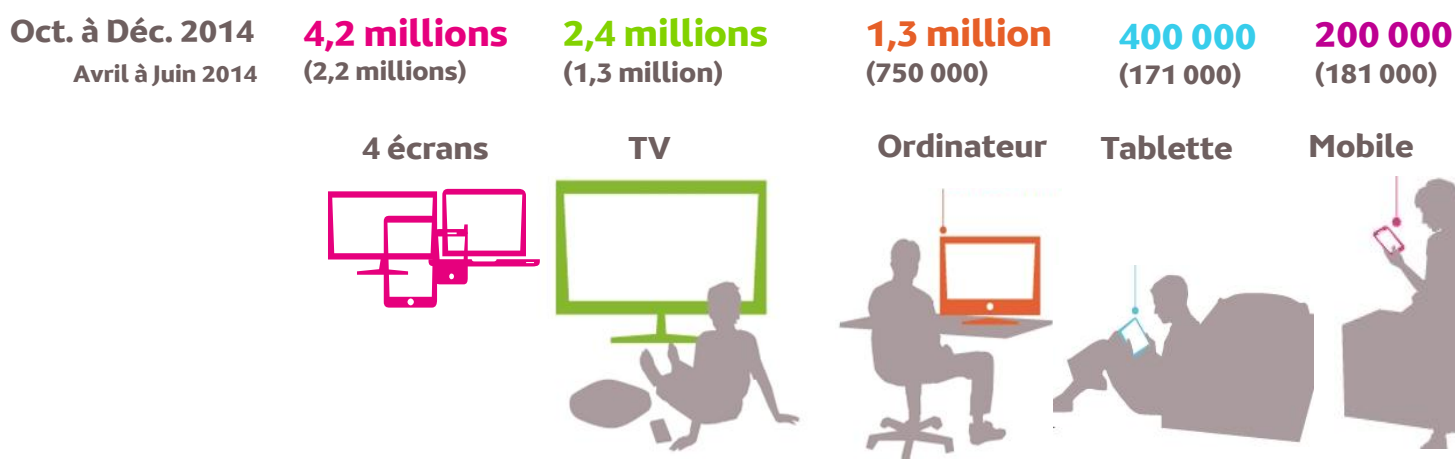 Oct. à Déc. 2014 4,2 millions 2,4 millions 1,3 million 400 000 200 000
Avril à Juin 2014 (2,2 millions) (1,3 million) (750 000) (171 000) (181 000)
4 écrans TV Ordinateur Tablette Mobile